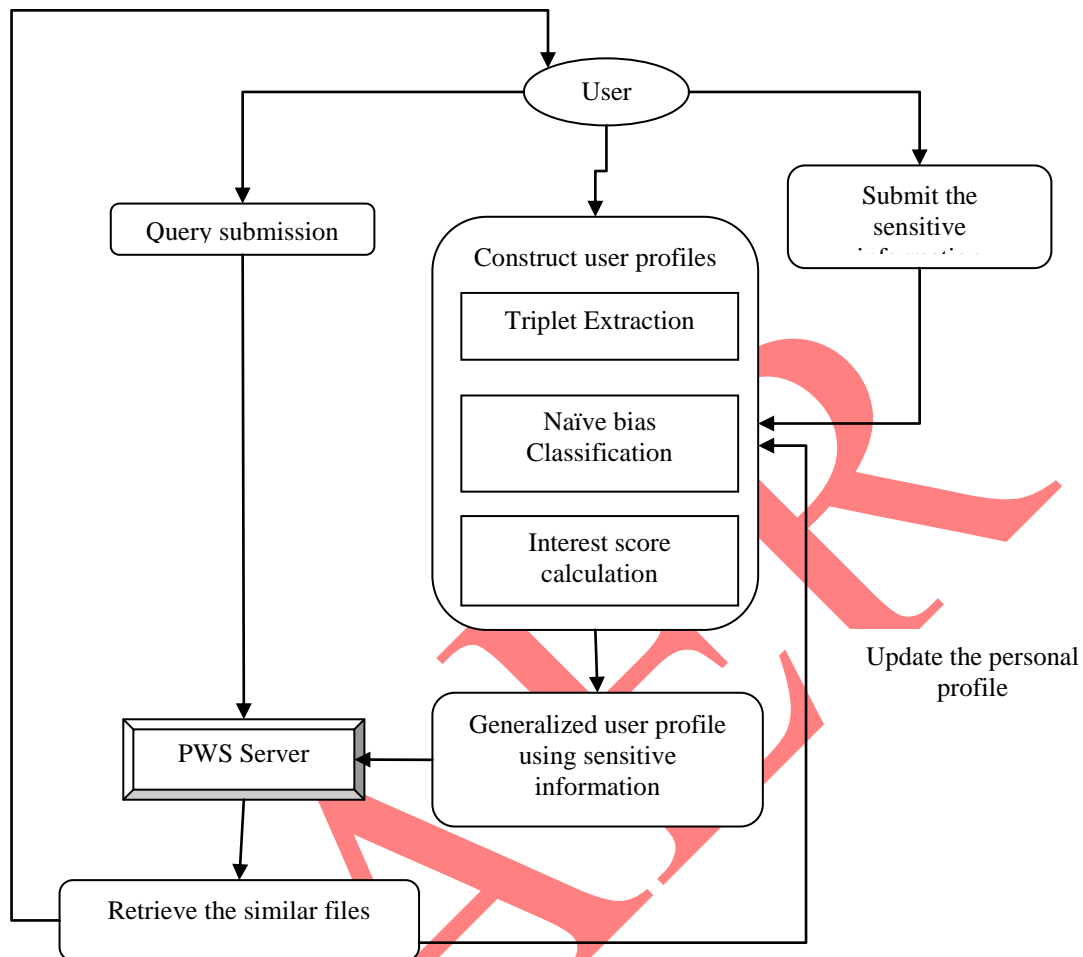 User
Query submission
Submit the
sensitive
Construct user profiles
Triplet Extraction
Naïve bias
Classification
Interest score
calculation
Update the personal
profile
Generalized user profile
using sensitive
information
PWS Server
Retrieve the similar files